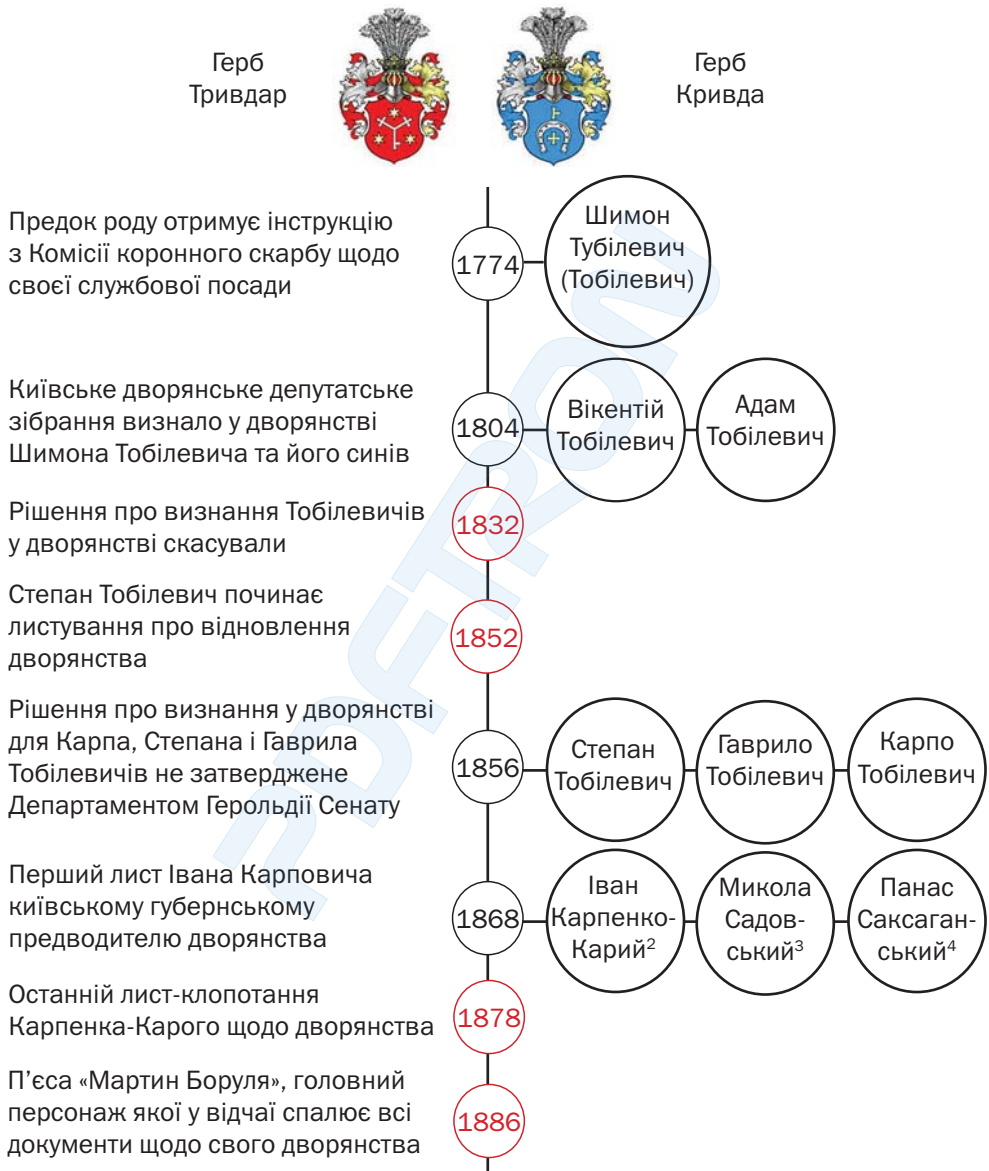 Герб
Тривдар
Герб
Кривда
Предок роду отримує інструкцію
з Комісії коронного скарбу щодо
своєї службової посади
1774
Шимон
Тубілевич
(Тобілевич)
Київське дворянське депутатське
зібрання визнало у дворянстві
Шимона Тобілевича та його синів
1804
Вікентій
Тобілевич
Адам
Тобілевич
Рішення про визнання Тобілевичів
у дворянстві скасували
1832
Степан Тобілевич починає
листування про відновлення
дворянства
1852
Рішення про визнання у дворянстві
для Карпа, Степана і Гаврила
Тобілевичів не затверджене
Департаментом Герольдії Сенату
1856
Степан
Тобілевич
Гаврило
Тобілевич
Карпо
Тобілевич
Перший лист Івана Карповича
київському губернському
предводителю дворянства
1868
Іван
Карпенко-
Карий²
Микола
Садов-
ський³
Панас
Саксаган-
ський⁴
Останній лист-клопотання
Карпенка-Карого щодо дворянства
1878
П’єса «Мартин Боруля», головний
персонаж якої у відчаї спалює всі
документи щодо свого дворянства
1886
PDFTRON